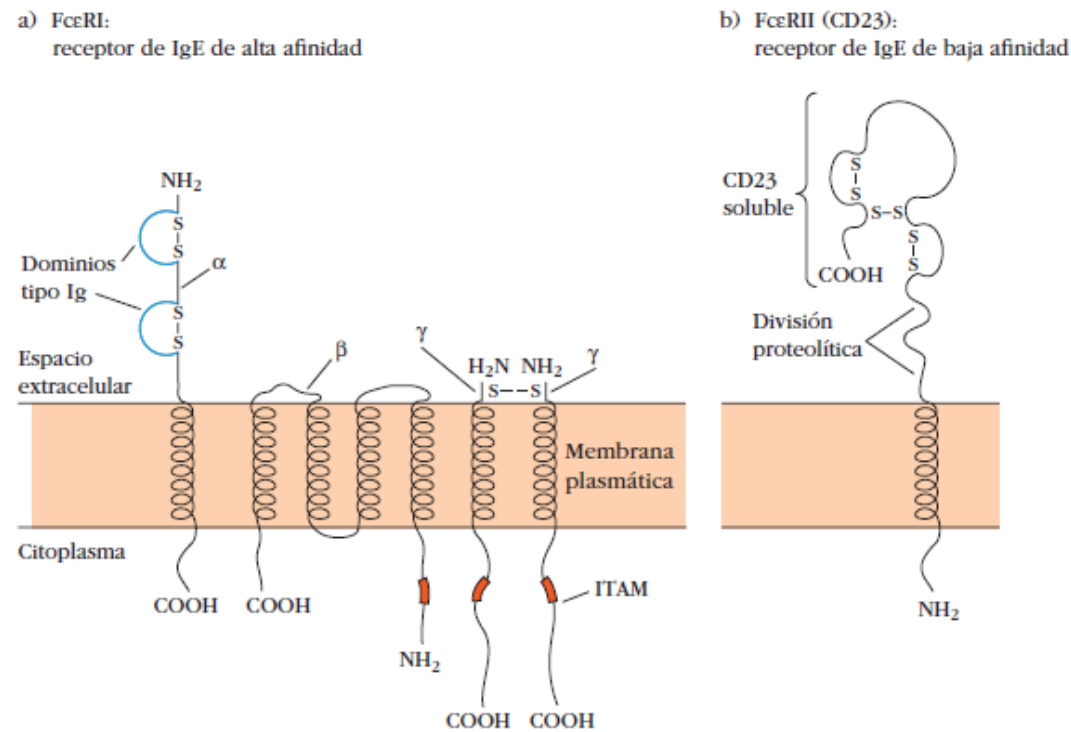 a) FcεRI:
receptor de IgE de alta afinidad
NH2
S
S
Dominios
tipo Ig
α
S
S
Espacio
extracelular
β
γ
H2N NH2
S--S
γ
Membrana
plasmática
Citoplasma
COOH COOH
ITAM
NH2
COOH COOH
b) FcεRII (CD23):
receptor de IgE de baja afinidad
CD23
soluble
S
S
S–S
S
S
COOH
División
proteolítica
NH2